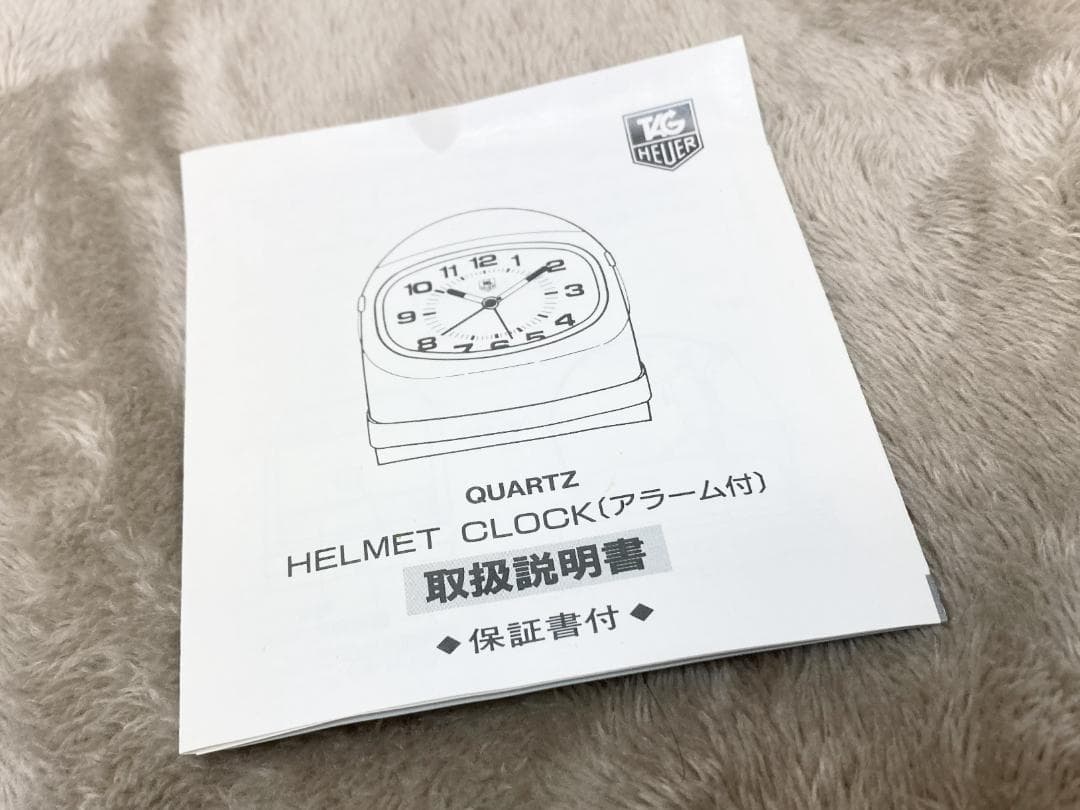 TAG
HEUER
11 12 1
10 2
9 3
8 4
7 6 5
QUARTZ
HELMET CLOCK(アラーム付)
取扱説明書
◆保証書付◆